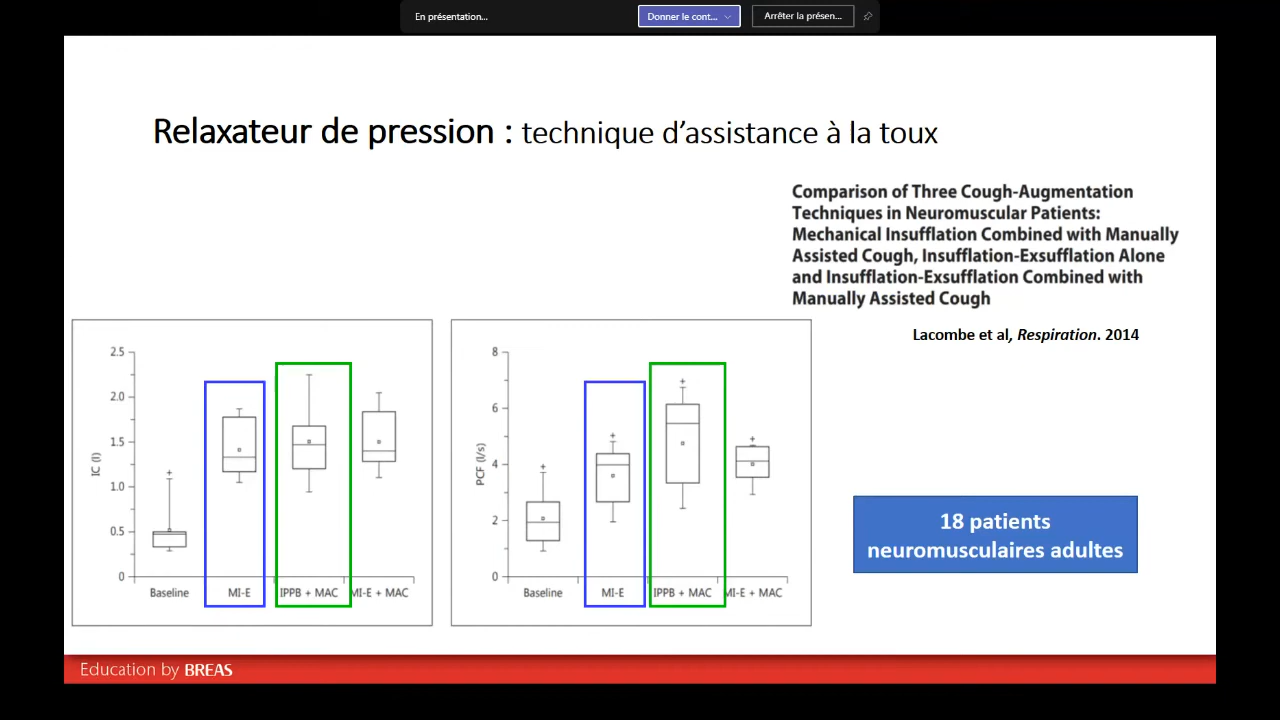 En présentation...
Donner le cont...
Arrêter la présen...
Relaxateur de pression : technique d’assistance à la toux
Comparison of Three Cough-Augmentation
Techniques in Neuromuscular Patients:
Mechanical Insufflation Combined with Manually
Assisted Cough, Insufflation-Exsufflation Alone
and Insufflation-Exsufflation Combined with
Manually Assisted Cough
Lacombe et al, Respiration. 2014
2.5
2.0
1.5
1.0
0.5
0
IC (l)
Baseline
MI-E
IPPB + MAC
MI-E + MAC
8
6
4
2
0
PCF (l/s)
Baseline
MI-E
IPPB + MAC
MI-E + MAC
18 patients
neuromusculaires adultes
Education by BREAS